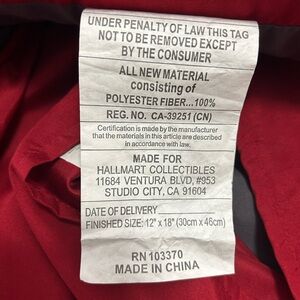 UNDER PENALTY OF LAW THIS TAG
NOT TO BE REMOVED EXCEPT
BY THE CONSUMER
ALL NEW MATERIAL
consisting of
POLYESTER FIBER...100%
REG. NO. CA-39251 (CN)
Certification is made by the manufacturer
that the materials in this article are described
in accordance with law.
MADE FOR
HALLMART COLLECTIBLES
11684 VENTURA BLVD, #953
STUDIO CITY, CA 91604
DATE OF DELIVERY
FINISHED SIZE: 12" x 18" (30cm x 46cm)
RN 103370
MADE IN CHINA